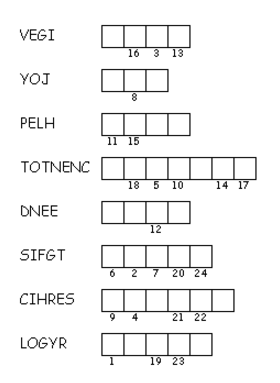 VEGI
16 3 13
YOJ
8
PELH
11 15
TOTNENC
18 5 10 14 17
DNEE
12
SIFGT
6 2 7 20 24
CIHRES
9 4 21 22
LOGYR
1 19 23